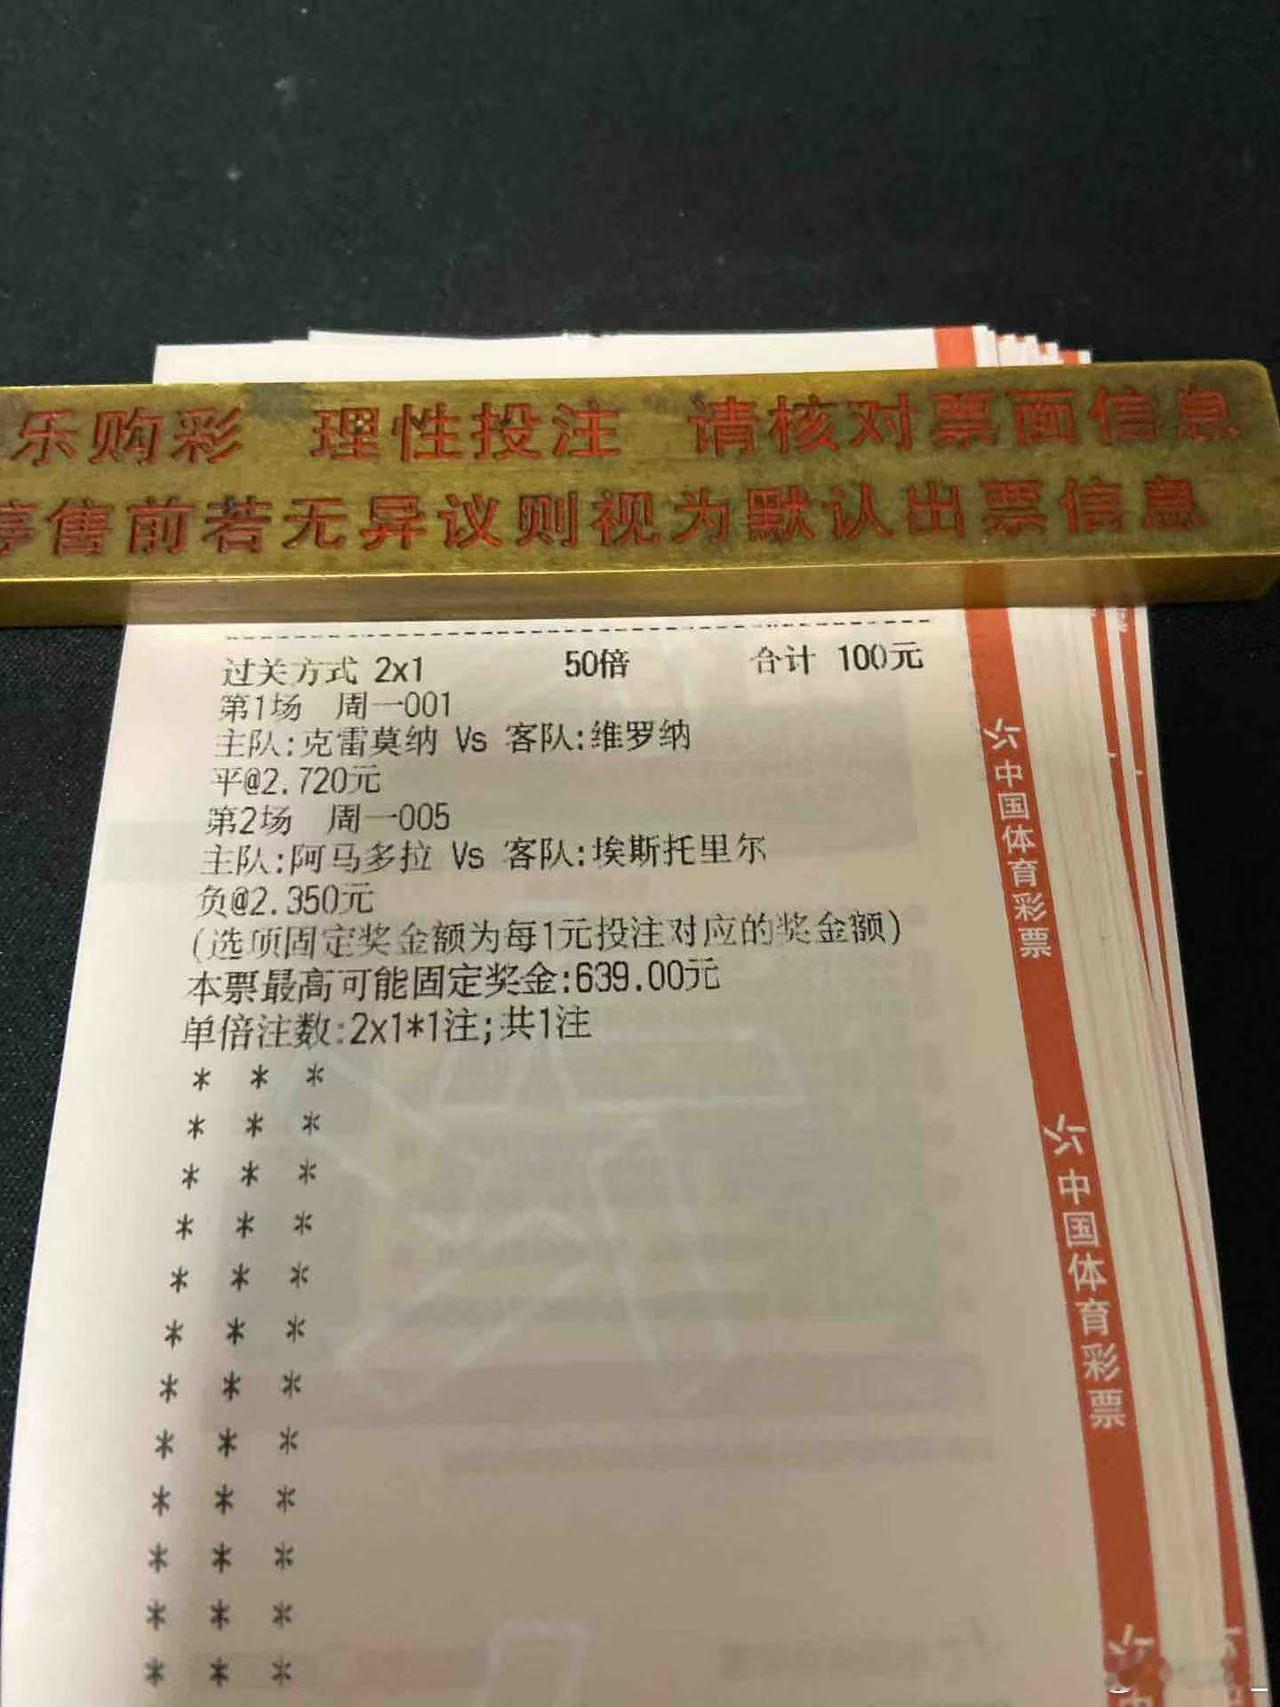 乐购彩 理性投注 请核对票面信息
停售前若无异议则视为默认出票信息
过关方式 2x1 50倍 合计 100元
第1场 周一001
主队:克雷莫纳 Vs 客队:维罗纳
平@2.720元
第2场 周一005
主队:阿马多拉 Vs 客队:埃斯托里尔
负@2.350元
(选项固定奖金额为每1元投注对应的奖金额)
本票最高可能固定奖金:639.00元
单倍注数:2x1*1注;共1注
* * *
* * *
* * *
* * *
* * *
* * *
* * *
* * *
* * *
* * *
* * *
* * *
中国体育彩票
中国体育彩票
中